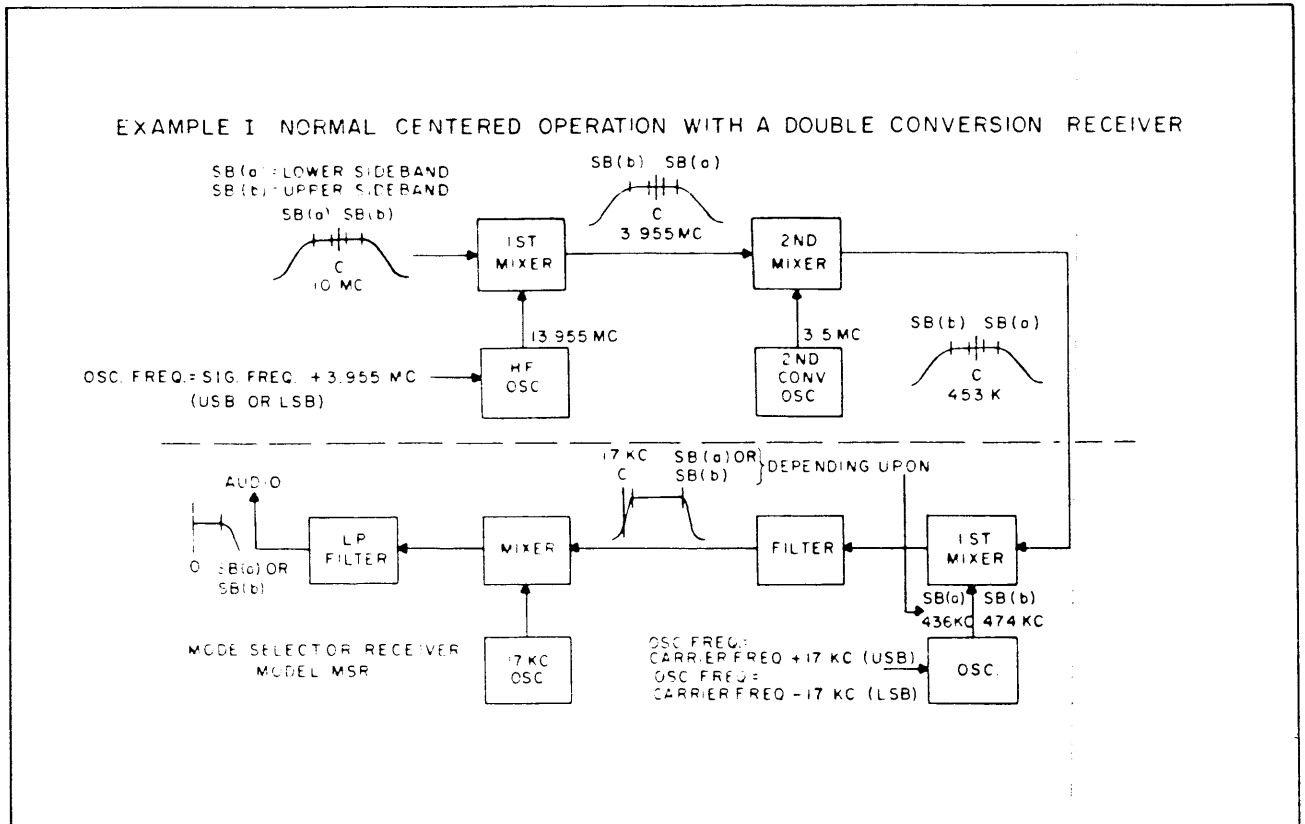 EXAMPLE I NORMAL CENTERED OPERATION WITH A DOUBLE CONVERSION RECEIVER
SB(a)=LOWER SIDEBAND
SB(b)=UPPER SIDEBAND
SB(a) SB(b)
C
10 MC
1ST
MIXER
SB(b) SB(a)
C
3.955 MC
2ND
MIXER
13.955 MC
HF
OSC
OSC. FREQ.=SIG. FREQ. +3.955 MC
(USB OR LSB)
3.5 MC
2ND
CONV
OSC
SB(b) SB(a)
C
453 K
AUDIO
0
SB(a) OR
SB(b)
LP
FILTER
MIXER
17 KC
C
SB(a) OR
SB(b)
DEPENDING UPON
FILTER
1ST
MIXER
SB(a) SB(b)
436KC 474 KC
MODE SELECTOR RECEIVER
MODEL MSR
17 KC
OSC
OSC FREQ=
CARRIER FREQ +17 KC (USB)
OSC FREQ=
CARRIER FREQ -17 KC (LSB)
OSC.